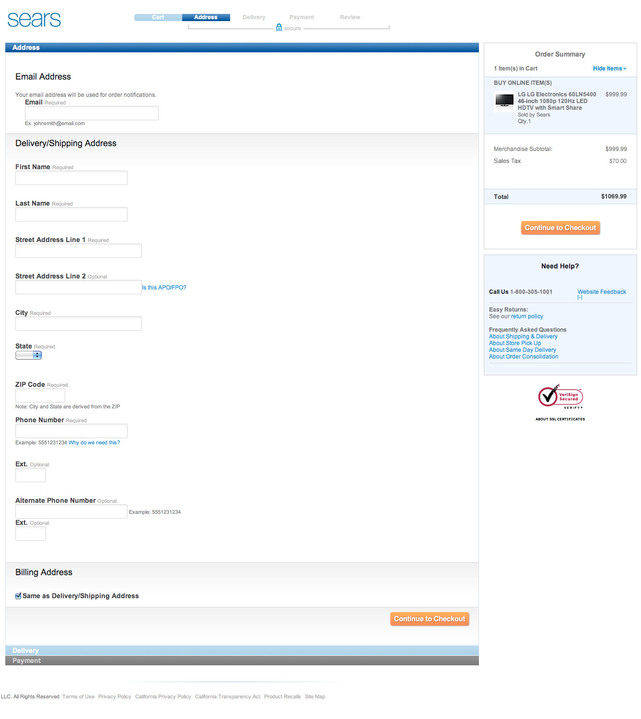 sears
Cart Address Delivery Payment Review
secure
Address
Email Address
Your email address will be used for order notifications.
Email Required
Ex. johnsmith@email.com
Delivery/Shipping Address
First Name Required
Last Name Required
Street Address Line 1 Required
Street Address Line 2 Optional
Is this APO/FPO?
City Required
State Required
ZIP Code Required
Note: City and State are derived from the ZIP
Phone Number Required
Example: 5551231234 Why do we need this?
Ext. Optional
Alternate Phone Number Optional
Example: 5551231234
Ext. Optional
Billing Address
Same as Delivery/Shipping Address
Continue to Checkout
Delivery
Payment
Order Summary
1 Item(s) in Cart Hide Items
BUY ONLINE ITEM(S)
LG LG Electronics 60LN5400 $999.99
46-inch 1080p 120Hz LED
HDTV with Smart Share
Sold by Sears
Qty.1
Merchandise Subtotal: $999.99
Sales Tax $70.00
Total $1069.99
Continue to Checkout
Need Help?
Call Us 1-800-305-1001 Website Feedback
[-]
Easy Returns:
See our return policy
Frequently Asked Questions
About Shipping & Delivery
About Store Pick Up
About Same Day Delivery
About Order Consolidation
VeriSign
Secured
VERIFY
ABOUT SSL CERTIFICATES
LLC. All Rights Reserved Terms of Use Privacy Policy California Privacy Policy California Transparency Act Product Recalls Site Map